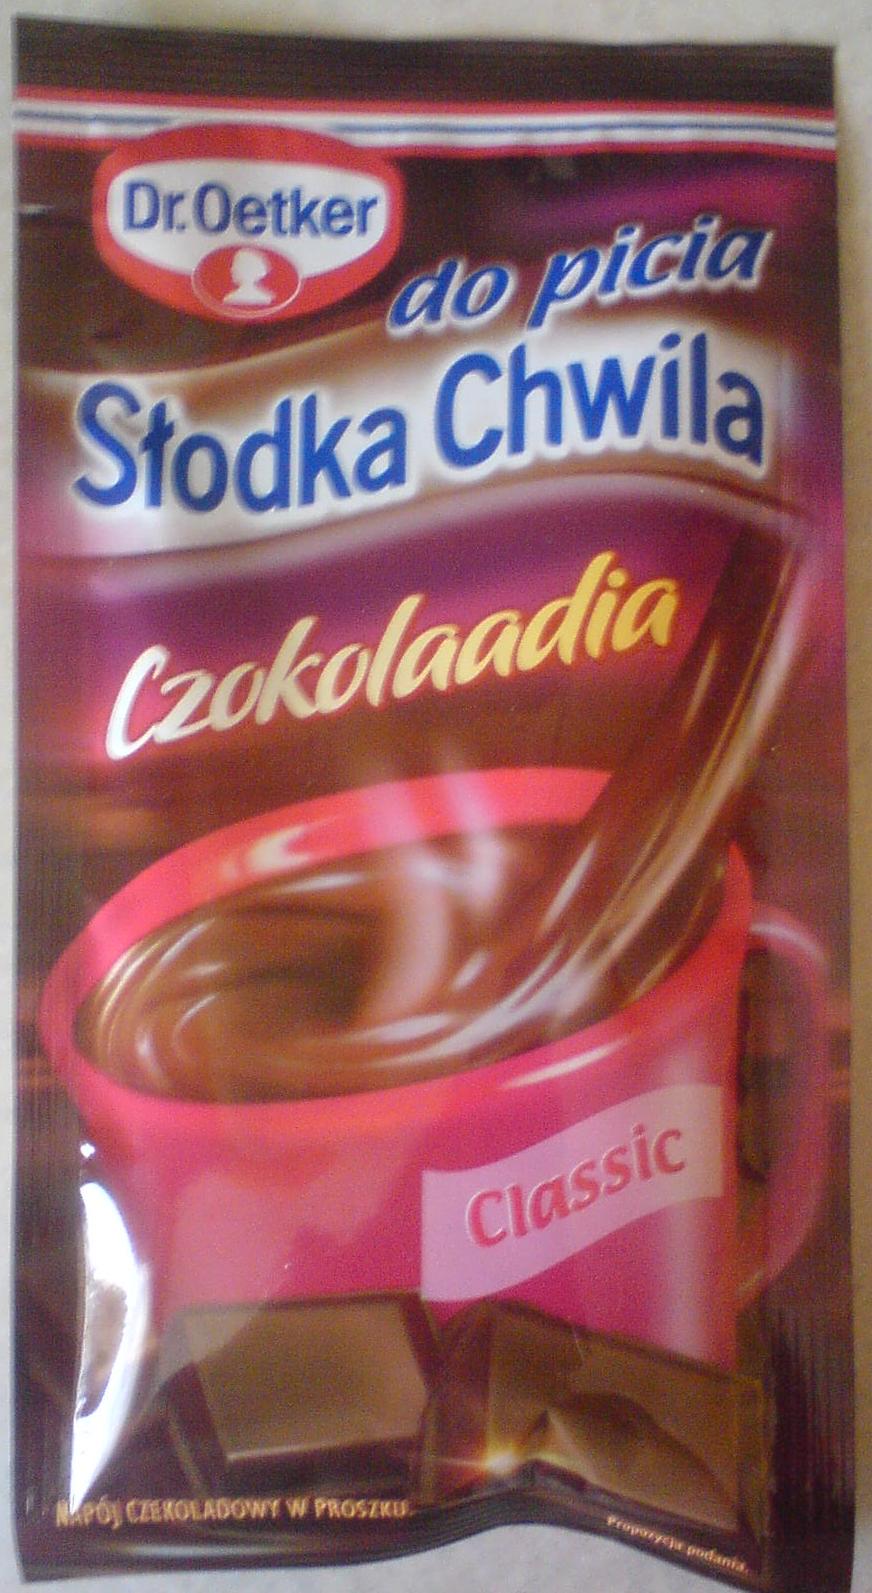 Dr. Oetker
do picia
Słodka Chwila
Czokolaadia
Classic
NAPÓJ CZEKOLADOWY W PROSZKU.
Propozycja podania.